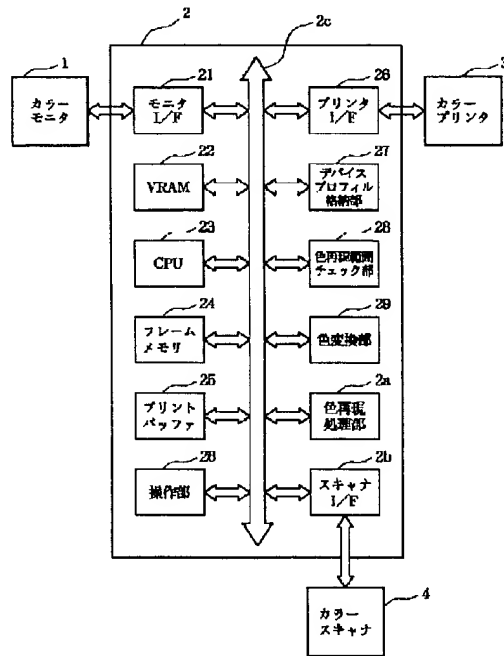 2
2c
1
カラー
モニタ
21
モニタ
I/F
26
プリンタ
I/F
3
カラー
プリンタ
22
VRAM
27
デバイス
プロフィル
格納部
23
CPU
28
色再現範囲
チェック部
24
フレーム
メモリ
29
色変換部
25
プリント
バッファ
2a
色再現
処理部
28
操作部
2b
スキャナ
I/F
4
カラー
スキャナ